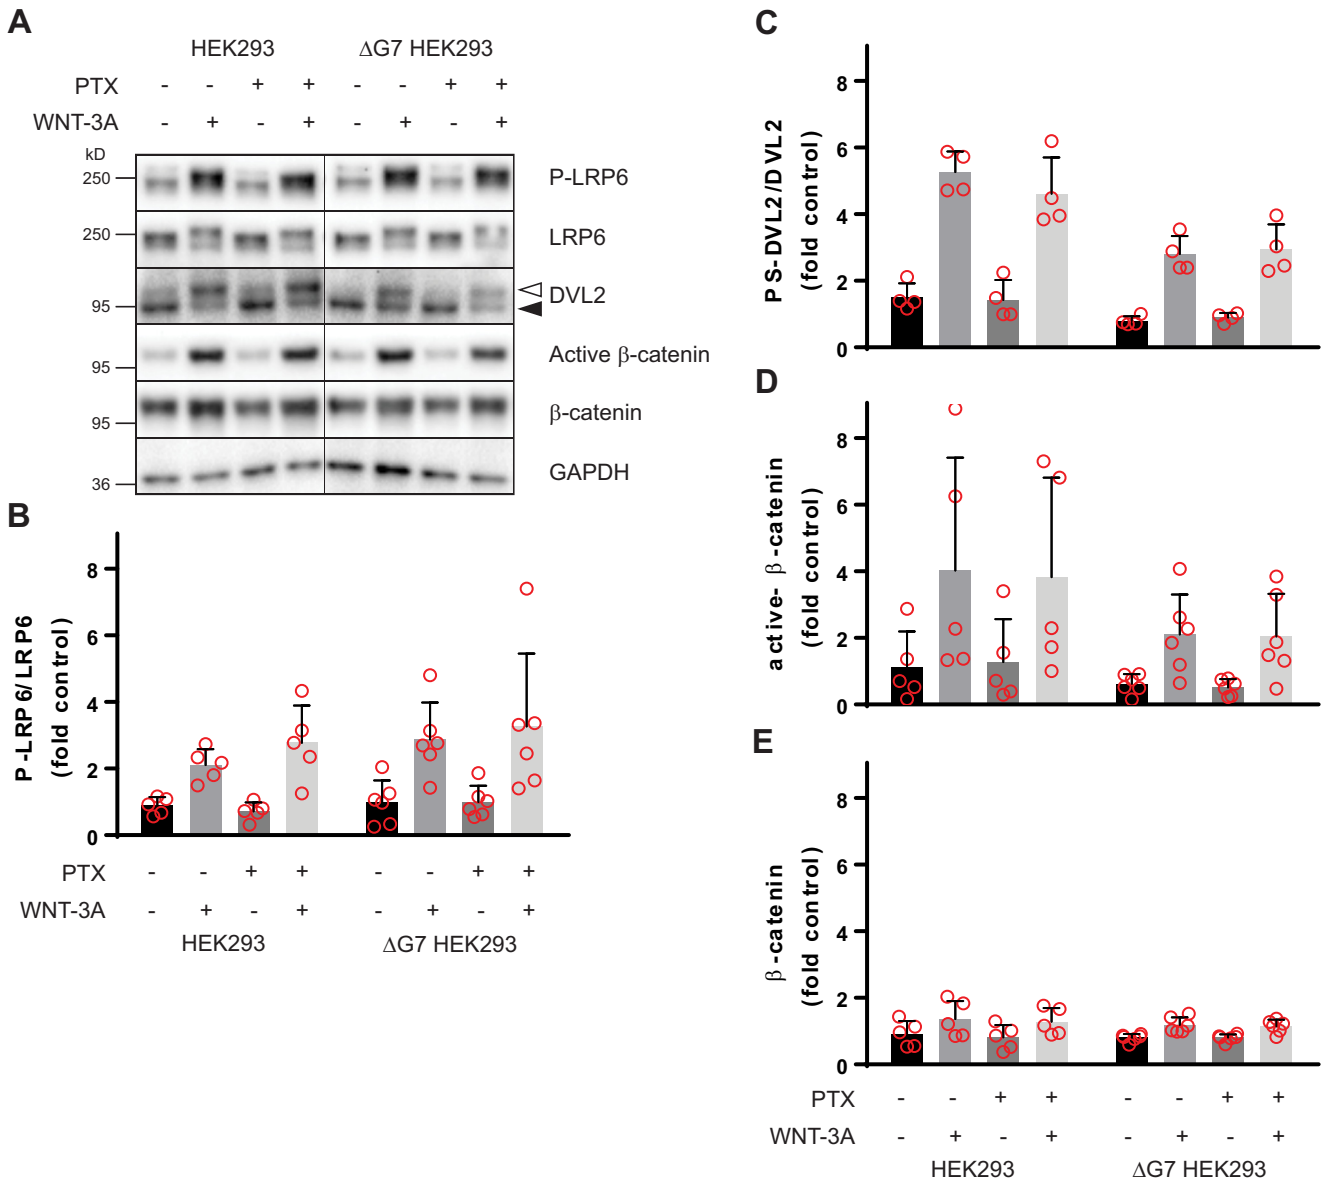 A
HEK293 ΔG7 HEK293
PTX - - + + - - + +
WNT-3A - + - + - + - +
kD
250 P-LRP6
250 LRP6
95 DVL2
95 Active β-catenin
95 β-catenin
36 GAPDH
B
P-LRP6/LRP6
(fold control)
8
6
4
2
0
PTX - - + + - - + +
WNT-3A - + - + - + - +
HEK293 ΔG7 HEK293
C
PS-DVL2/DVL2
(fold control)
8
6
4
2
0
D
active- β-catenin
(fold control)
8
6
4
2
0
E
β-catenin
(fold control)
8
6
4
2
0
PTX - - + + - - + +
WNT-3A - + - + - + - +
HEK293 ΔG7 HEK293